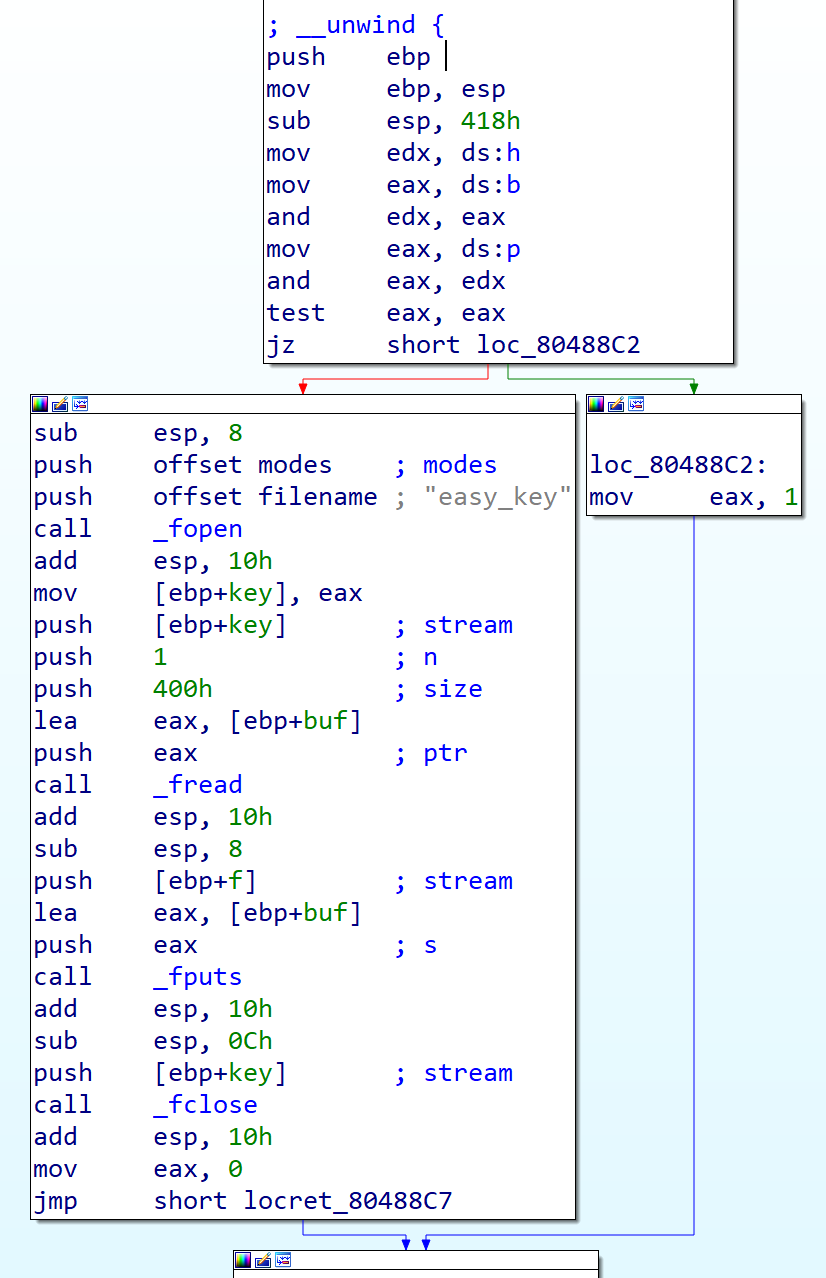 ; __unwind {
push    ebp
mov     ebp, esp
sub     esp, 418h
mov     edx, ds:h
mov     eax, ds:b
and     edx, eax
mov     eax, ds:p
and     eax, edx
test    eax, eax
jz      short loc_80488C2
sub     esp, 8
push    offset modes    ; modes
push    offset filename ; "easy_key"
call    _fopen
add     esp, 10h
mov     [ebp+key], eax
push    [ebp+key]       ; stream
push    1               ; n
push    400h            ; size
lea     eax, [ebp+buf]
push    eax             ; ptr
call    _fread
add     esp, 10h
sub     esp, 8
push    [ebp+f]         ; stream
lea     eax, [ebp+buf]
push    eax             ; s
call    _fputs
add     esp, 10h
sub     esp, 0Ch
push    [ebp+key]       ; stream
call    _fclose
add     esp, 10h
mov     eax, 0
jmp     short locret_80488C7
loc_80488C2:
mov     eax, 1